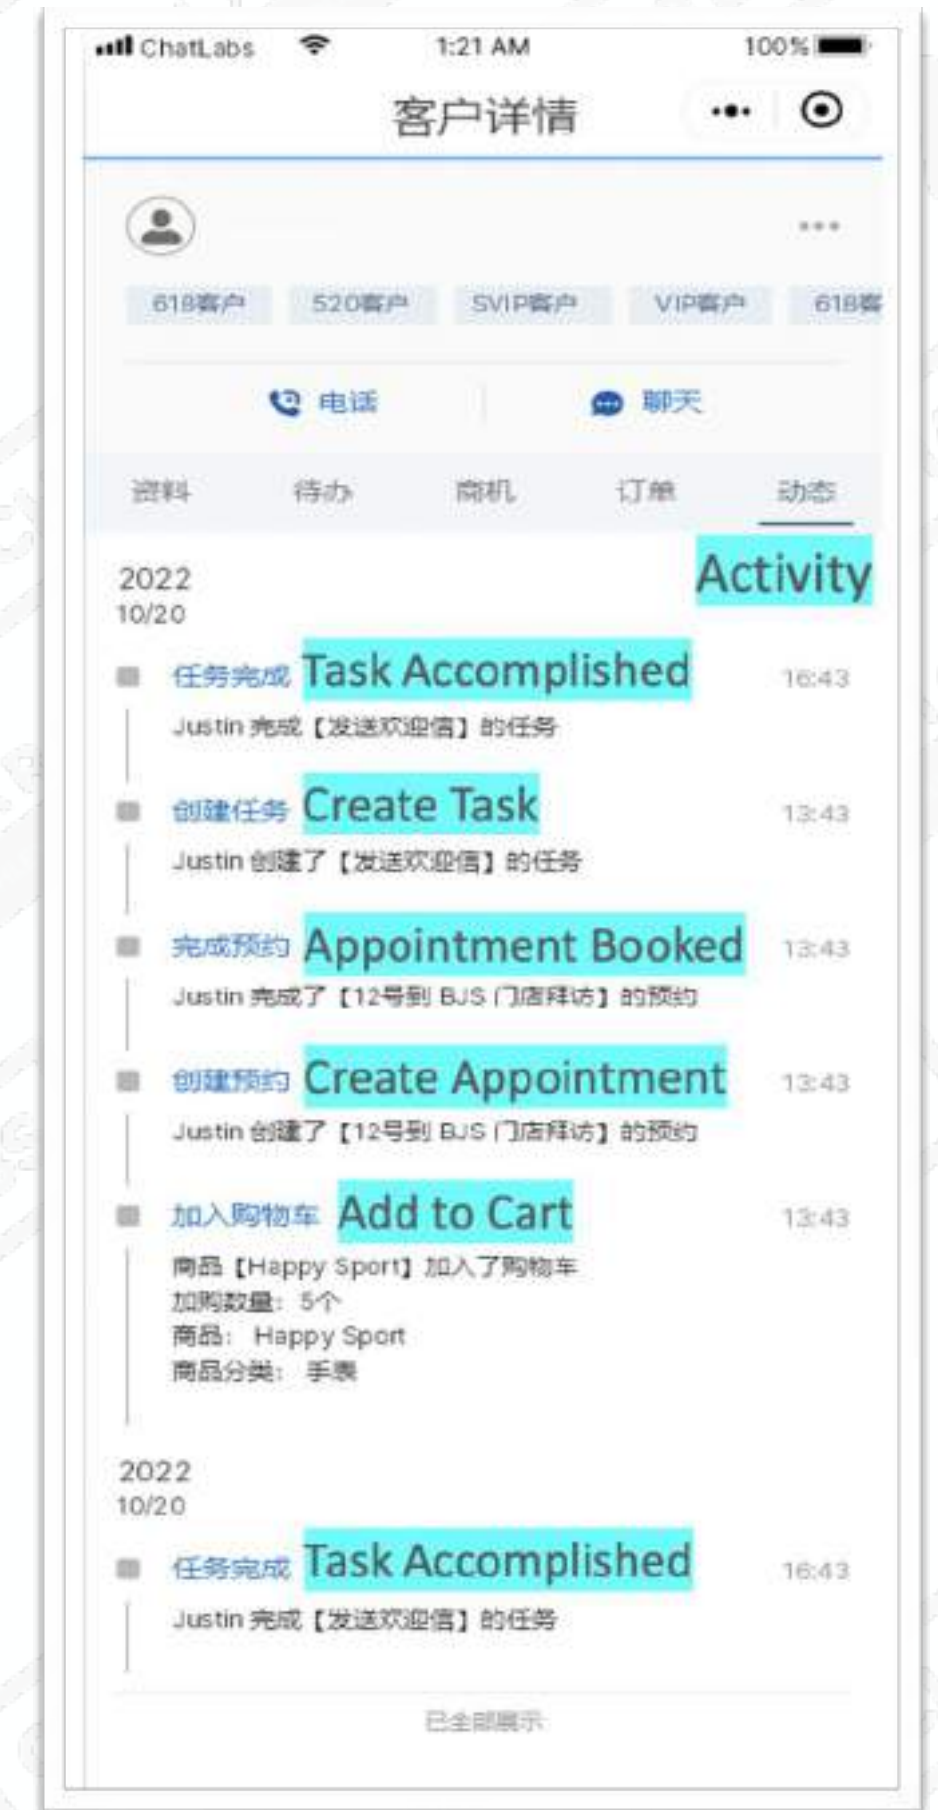 ChatLabs 1:21 AM 100%
客户详情
618客户 520客户 SVIP客户 VIP客户 618客
电话 聊天
资料 待办 商机 订单 动态
Activity
2022
10/20
任务完成 Task Accomplished 16:43
Justin 完成【发送欢迎信】的任务
创建任务 Create Task 13:43
Justin 创建了【发送欢迎信】的任务
完成预约 Appointment Booked 13:43
Justin 完成了【12号到 BJS 门店拜访】的预约
创建预约 Create Appointment 13:43
Justin 创建了【12号到 BJS 门店拜访】的预约
加入购物车 Add to Cart 13:43
商品【Happy Sport】加入了购物车
加购数量: 5个
商品: Happy Sport
商品分类: 手表
2022
10/20
任务完成 Task Accomplished 16:43
Justin 完成【发送欢迎信】的任务
已全部展示